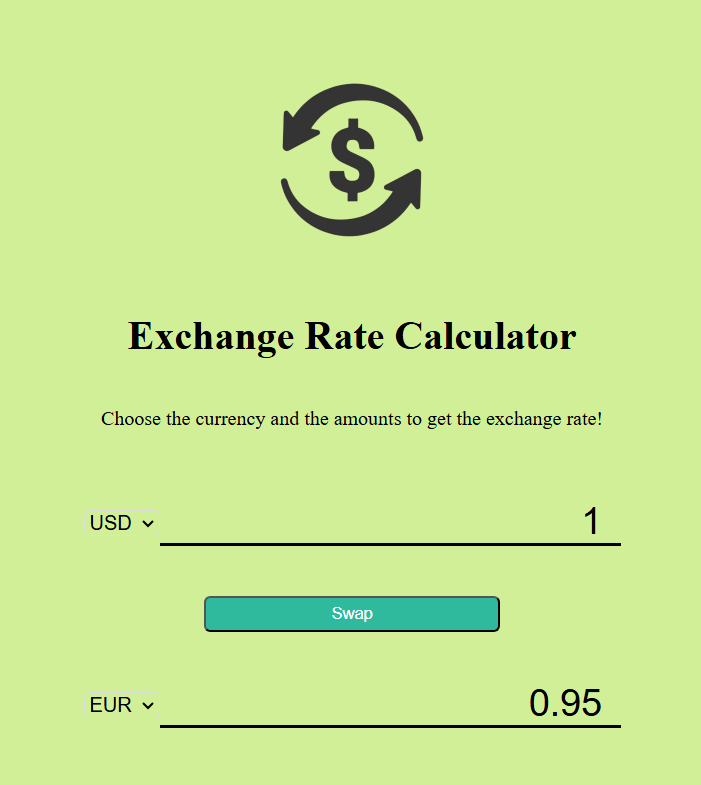 $
Exchange Rate Calculator
Choose the currency and the amounts to get the exchange rate!
USD 1
Swap
EUR 0.95